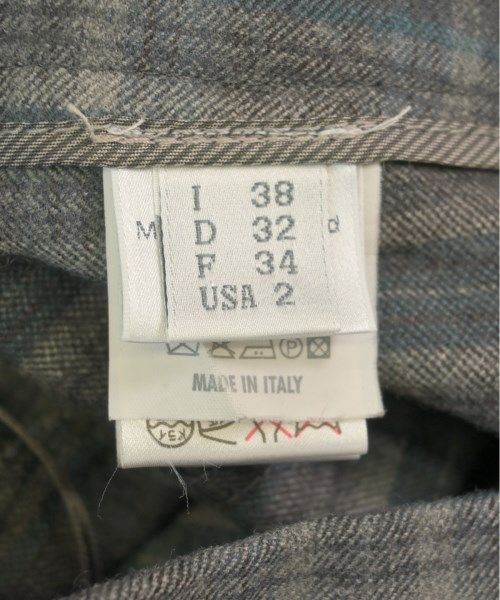 I 38
M D 32 d
F 34
USA 2
P
MADE IN ITALY